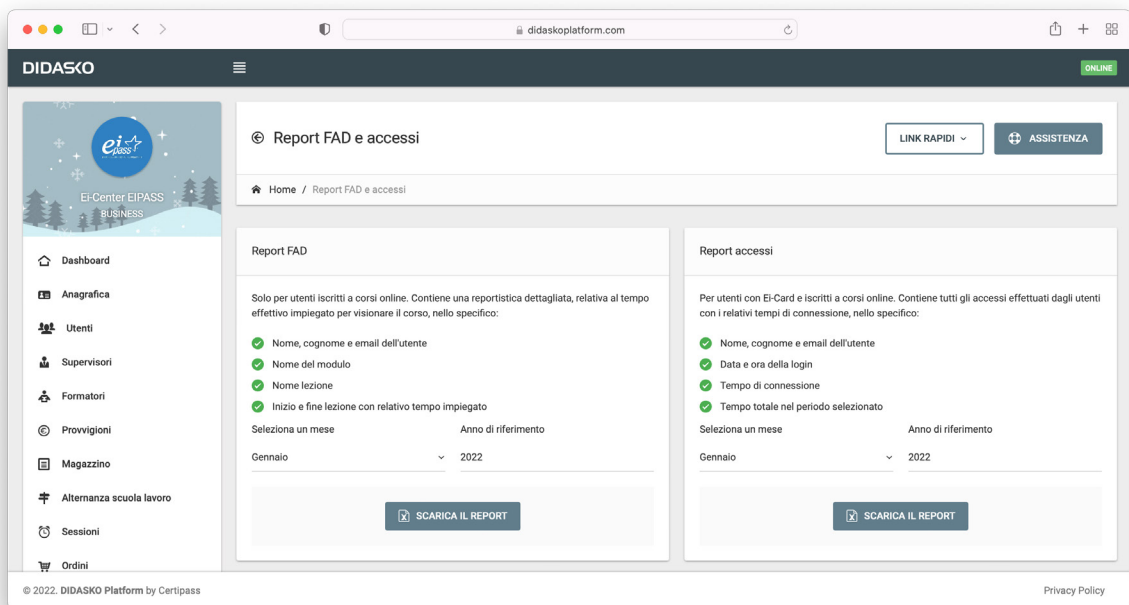 didaskoplatform.com
DIDASKO
ONLINE
ei pass
Ei-Center EIPASS
BUSINESS
Dashboard
Anagrafica
Utenti
Supervisori
Formatori
Provvigioni
Magazzino
Alternanza scuola lavoro
Sessioni
Ordini
Report FAD e accessi
LINK RAPIDI
ASSISTENZA
Home / Report FAD e accessi
Report FAD
Solo per utenti iscritti a corsi online. Contiene una reportistica dettagliata, relativa al tempo
effettivo impiegato per visionare il corso, nello specifico:
Nome, cognome e email dell'utente
Nome del modulo
Nome lezione
Inizio e fine lezione con relativo tempo impiegato
Seleziona un mese Anno di riferimento
Gennaio 2022
SCARICA IL REPORT
Report accessi
Per utenti con Ei-Card e iscritti a corsi online. Contiene tutti gli accessi effettuati dagli utenti
con i relativi tempi di connessione, nello specifico:
Nome, cognome e email dell'utente
Data e ora della login
Tempo di connessione
Tempo totale nel periodo selezionato
Seleziona un mese Anno di riferimento
Gennaio 2022
SCARICA IL REPORT
© 2022. DIDASKO Platform by Certipass
Privacy Policy